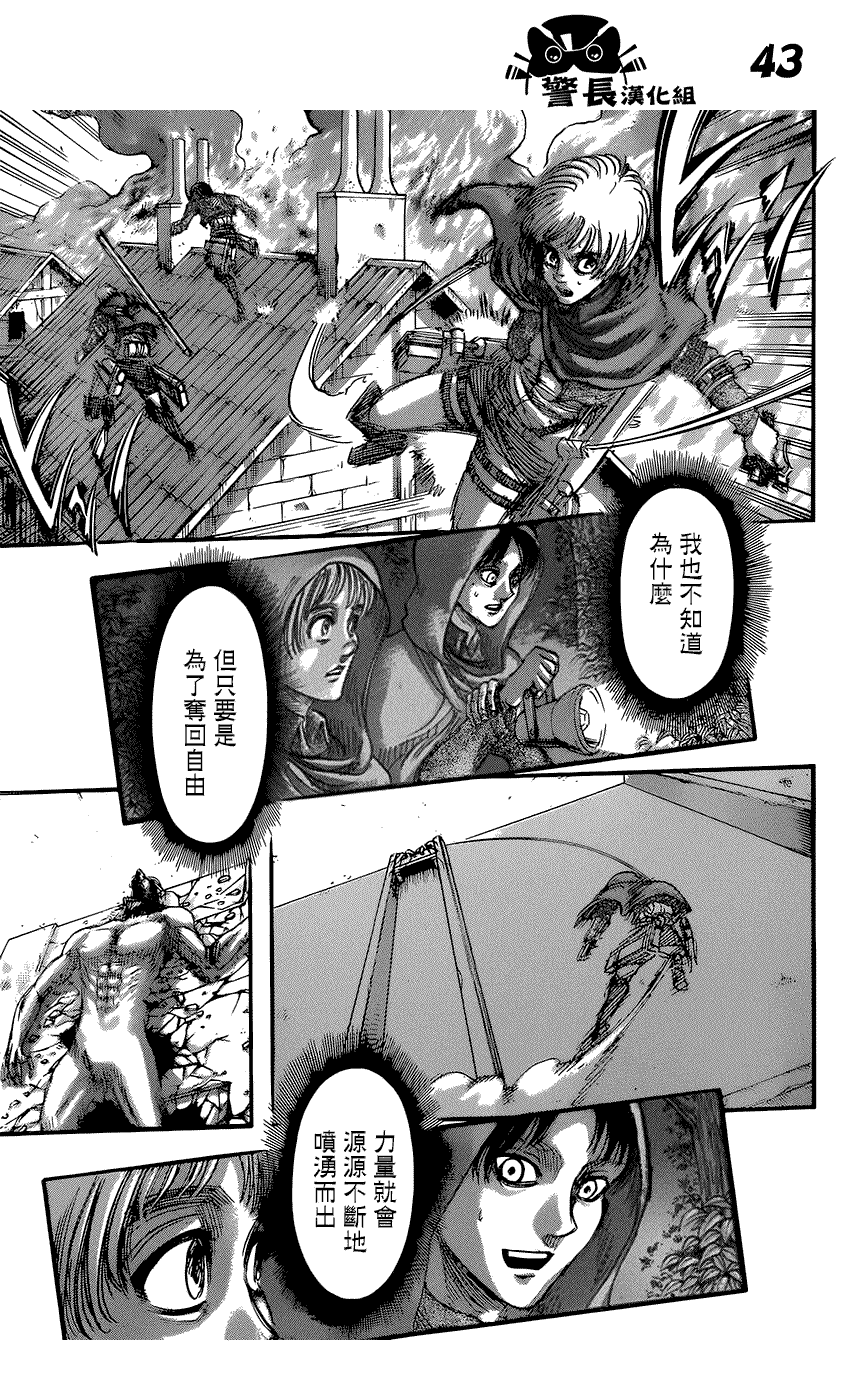 警長漢化組
43
我也不知道
為什麼
但只要是
為了奪回自由
力量就會
源源不斷地
噴湧而出